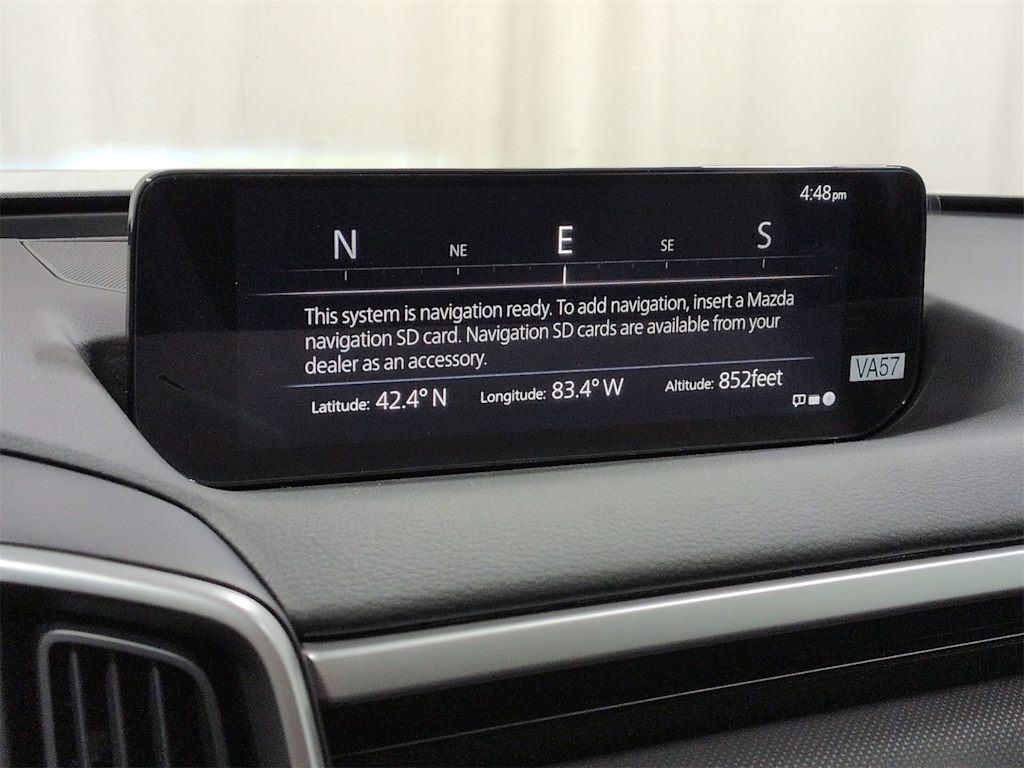 4:48pm
N NE E SE S
This system is navigation ready. To add navigation, insert a Mazda
navigation SD card. Navigation SD cards are available from your
dealer as an accessory.
Latitude: 42.4° N Longitude: 83.4° W Altitude: 852feet
VA57